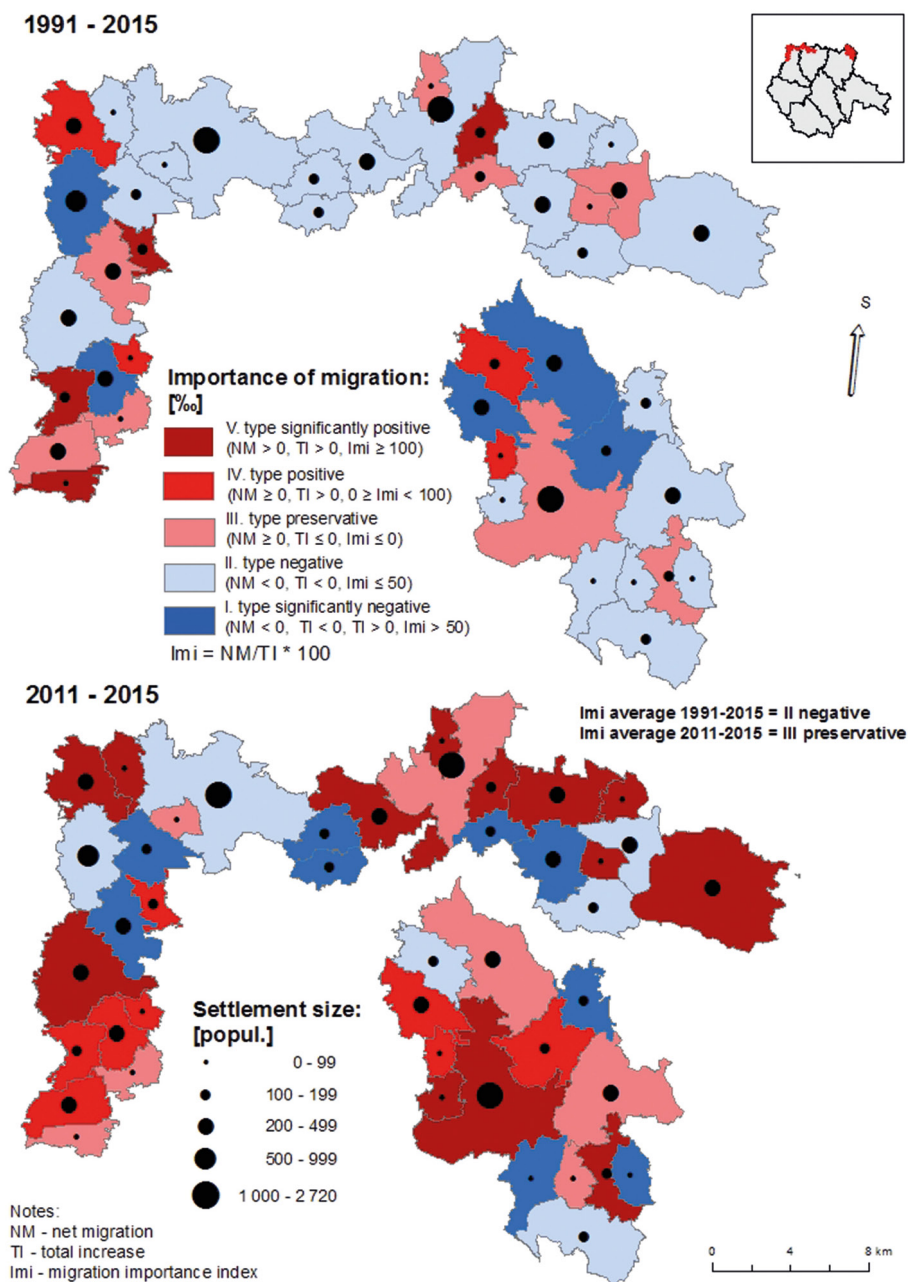 1991 - 2015
S
Importance of migration:
[‰]
V. type significantly positive
(NM > 0, TI > 0, Imi ≥ 100)
IV. type positive
(NM ≥ 0, TI > 0, 0 ≥ Imi < 100)
III. type preservative
(NM ≥ 0, TI ≤ 0, Imi ≤ 0)
II. type negative
(NM < 0, TI < 0, Imi ≤ 50)
I. type significantly negative
(NM < 0, TI < 0, TI > 0, Imi > 50)
Imi = NM/TI * 100
2011 - 2015
Imi average 1991-2015 = II negative
Imi average 2011-2015 = III preservative
Settlement size:
[popul.]
0 - 99
100 - 199
200 - 499
500 - 999
1 000 - 2 720
Notes:
NM - net migration
TI - total increase
Imi - migration importance index
0 4 8 km